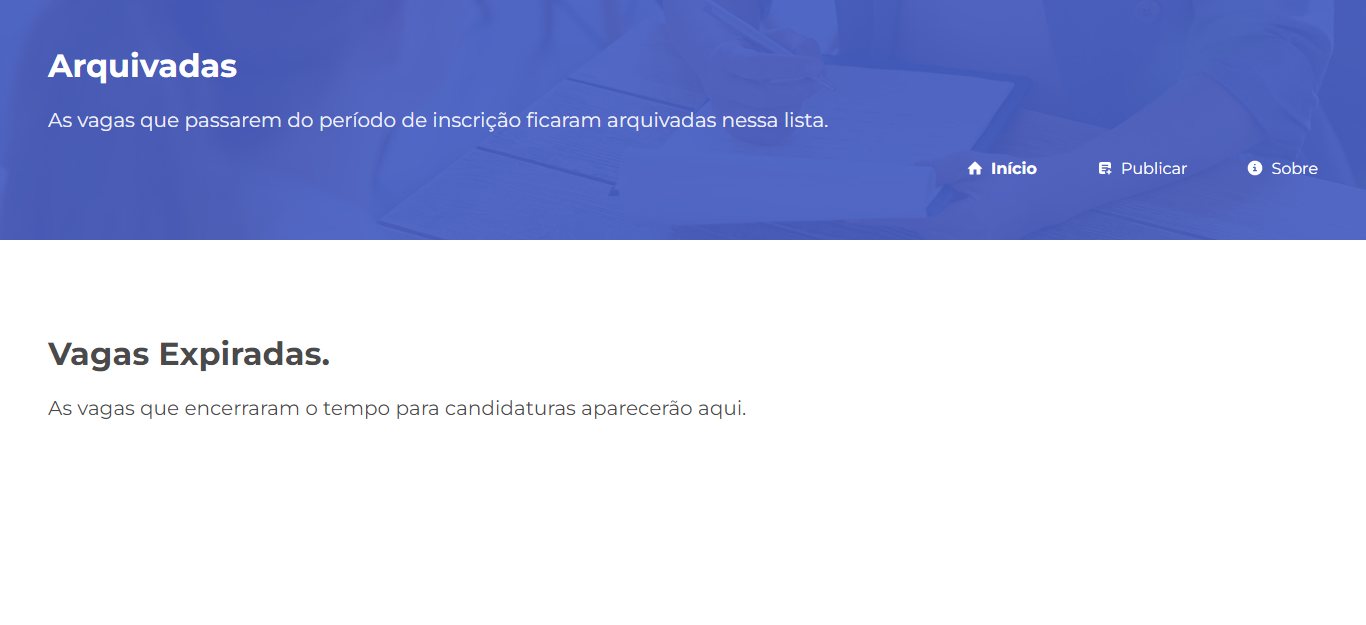 Arquivadas
As vagas que passarem do período de inscrição ficaram arquivadas nessa lista.
Início Publicar Sobre
Vagas Expiradas.
As vagas que encerraram o tempo para candidaturas aparecerão aqui.